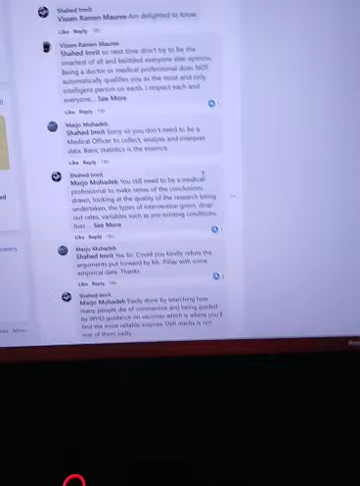 Shahed Imrit
Vissen Ramen Mauree Am delighted to know
Like Reply 18h
Vissen Ramen Mauree
Shahed Imrit so next time don't try to be the
smartest of all and belittled everyone else opinion.
Being a doctor or medical professional does NOT
automatically qualifies you as the most and only
intelligent person on earth. I respect each and
everyone... See More
Like Reply 18h
Marjo Mohadeb
Shahed Imrit Sorry sir you don't need to be a
Medical Officer to collect, analyse and interpret
data. Basic statistics is the essence.
Like Reply 18h
Shahed Imrit
Marjo Mohadeb You still need to be a medical
professional to make sense of the conclusions
drawn, looking at the quality of the research being
undertaken, the types of intervention given, drop
out rates, variables such as pre-existing conditions,
... See More
Like Reply
Marjo Mohadeb
Shahed Imrit Yes Sir. Could you kindly refute the
arguments put forward by Mr. Pillay with some
empirical data. Thanks
Like Reply
Shahed Imrit
Marjo Mohadeb Easily done by searching how
many people die of coronavirus and being guided
by WHO guidance on vaccines which is where you'll
find the most reliable sources. Defi media is not
one of them sadly.